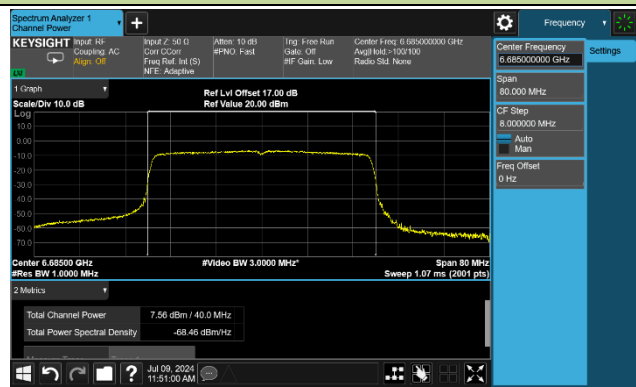 Spectrum Analyzer 1
Channel Power
Frequency
KEYSIGHT
Input: RF
Coupling: AC
Align: Off
Input Z: 50 Ω
Corr CCorr
Freq Ref: Int (S)
NFE: Adaptive
Atten: 10 dB
#PNO: Fast
Trig: Free Run
Gate: Off
#IF Gain: Low
Center Freq: 6.685000000 GHz
Avg|Hold:>100/100
Radio Std: None
Center Frequency
6.685000000 GHz
Settings
Span
80.000 MHz
CF Step
8.000000 MHz
Auto
Man
Freq Offset
0 Hz
LXI
1 Graph
Scale/Div 10.0 dB
Ref Lvl Offset 17.00 dB
Ref Value 20.00 dBm
Log
10.0
0.00
-10.0
-20.0
-30.0
-40.0
-50.0
-60.0
-70.0
Center 6.68500 GHz
#Res BW 1.0000 MHz
#Video BW 3.0000 MHz*
Span 80 MHz
Sweep 1.07 ms (2001 pts)
2 Metrics
Total Channel Power 7.56 dBm / 40.0 MHz
Total Power Spectral Density -68.46 dBm/Hz
Jul 09, 2024
11:51:00 AM